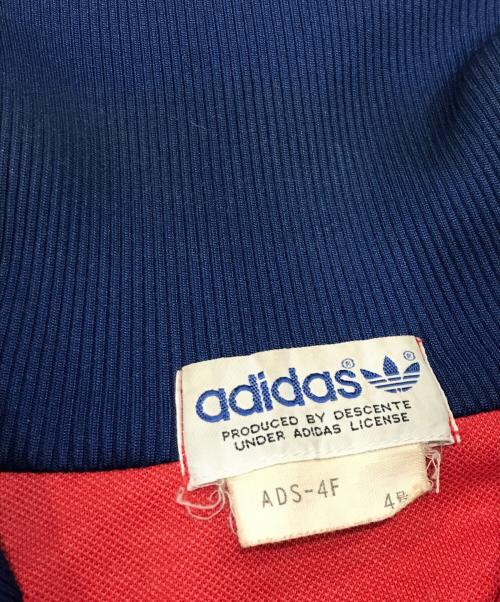 adidas® ®
PRODUCED BY DESCENTE
UNDER ADIDAS LICENSE
ADS-4F 4号